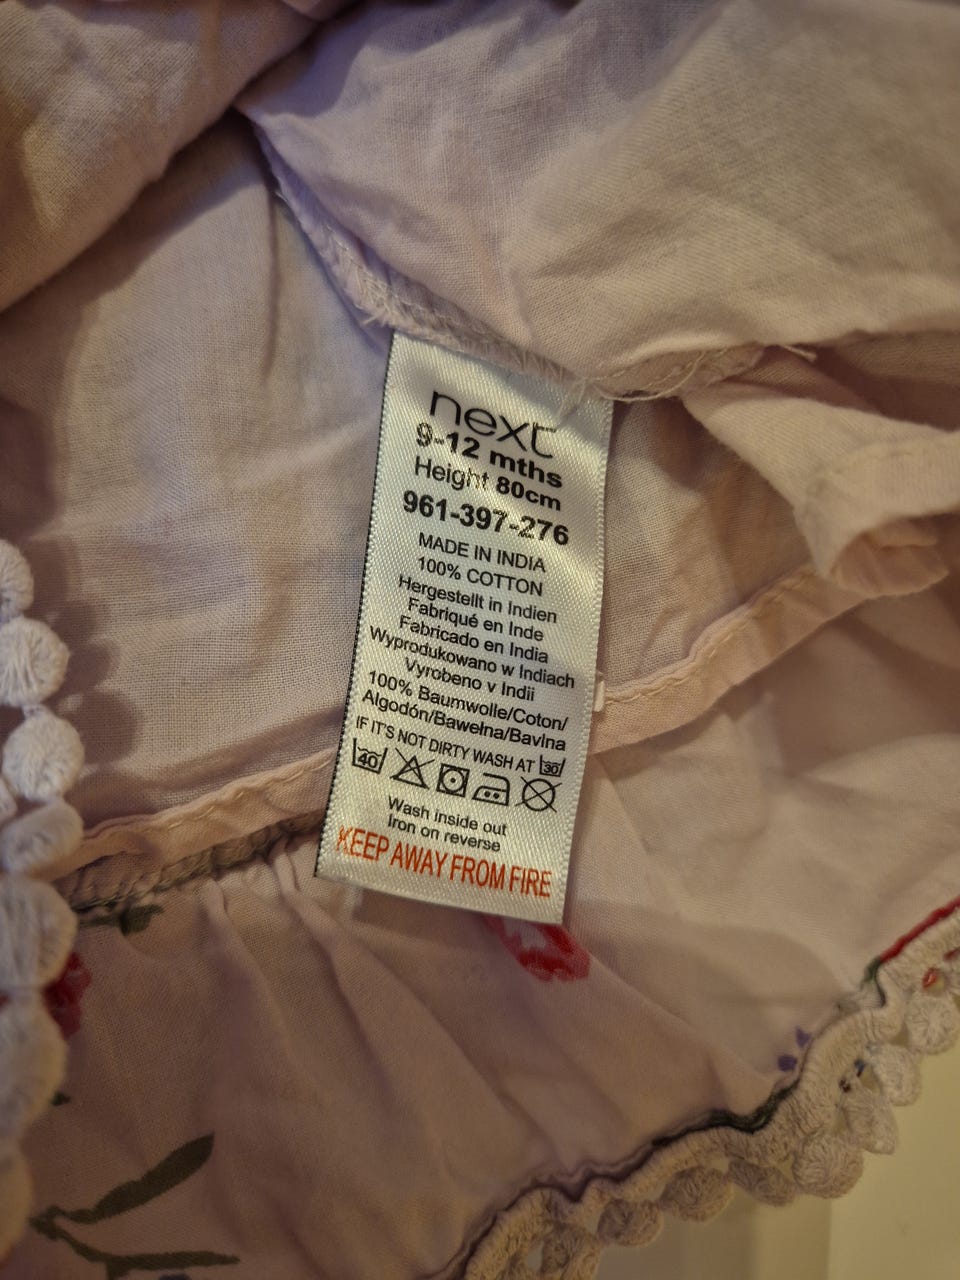 next
9-12 mths
Height 80cm
961-397-276
MADE IN INDIA
100% COTTON
Hergestellt in Indien
Fabriqué en Inde
Fabricado en India
Wyprodukowano w Indiach
Vyrobeno v Indii
100% Baumwolle/Coton/
Algodón/Bawełna/Bavlna
IF IT'S NOT DIRTY WASH AT 30
40
Wash inside out
Iron on reverse
KEEP AWAY FROM FIRE